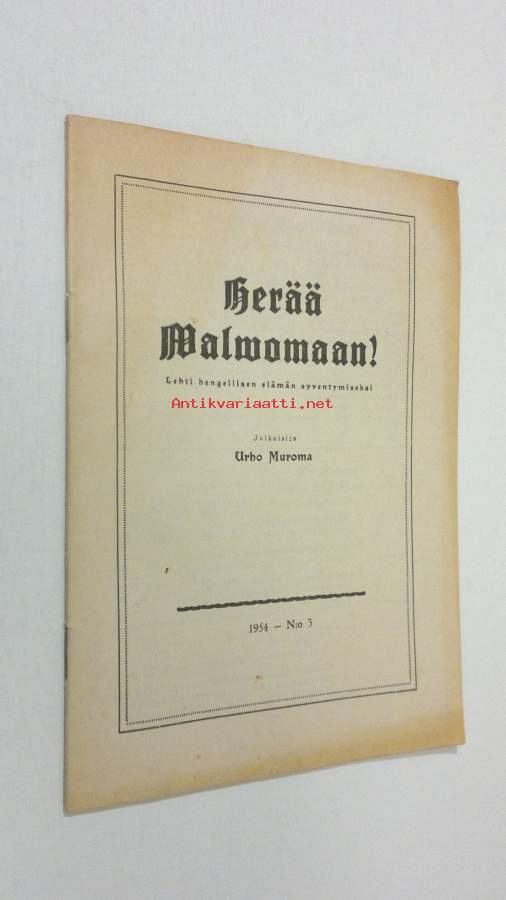 Herää
Walwomaan!
Lehti hengellisen elämän syventymiseksi
Antikvariaatti.net
Julkaisija
Urho Muroma
1954 — N:o 3